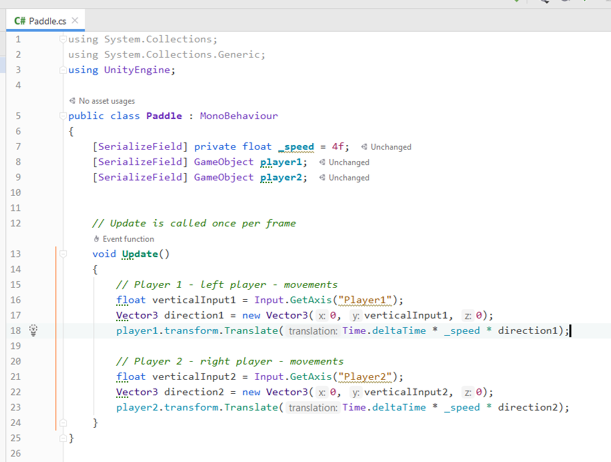 C# Paddle.cs ×
1 using System.Collections;
2 using System.Collections.Generic;
3 using UnityEngine;
4
No asset usages
5 public class Paddle : MonoBehaviour
6 {
7 [SerializeField] private float _speed = 4f; Unchanged
8 [SerializeField] GameObject player1; Unchanged
9 [SerializeField] GameObject player2; Unchanged
10
11
12 // Update is called once per frame
Event function
13 void Update()
14 {
15 // Player 1 - left player - movements
16 float verticalInput1 = Input.GetAxis("Player1");
17 Vector3 direction1 = new Vector3( x: 0, y: verticalInput1, z: 0);
18 player1.transform.Translate( translation: Time.deltaTime * _speed * direction1);
19
20 // Player 2 - right player - movements
21 float verticalInput2 = Input.GetAxis("Player2");
22 Vector3 direction2 = new Vector3( x: 0, y: verticalInput2, z: 0);
23 player2.transform.Translate( translation: Time.deltaTime * _speed * direction2);
24 }
25 }
26